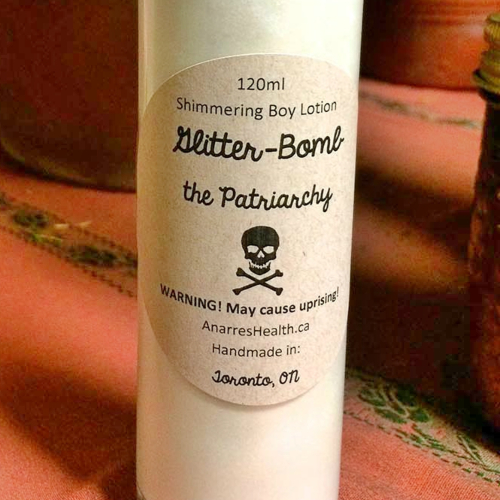 120ml
Shimmering Boy Lotion
Glitter-Bomb
the Patriarchy
WARNING! May cause uprising!
AnarresHealth.ca
Handmade in:
Toronto, ON